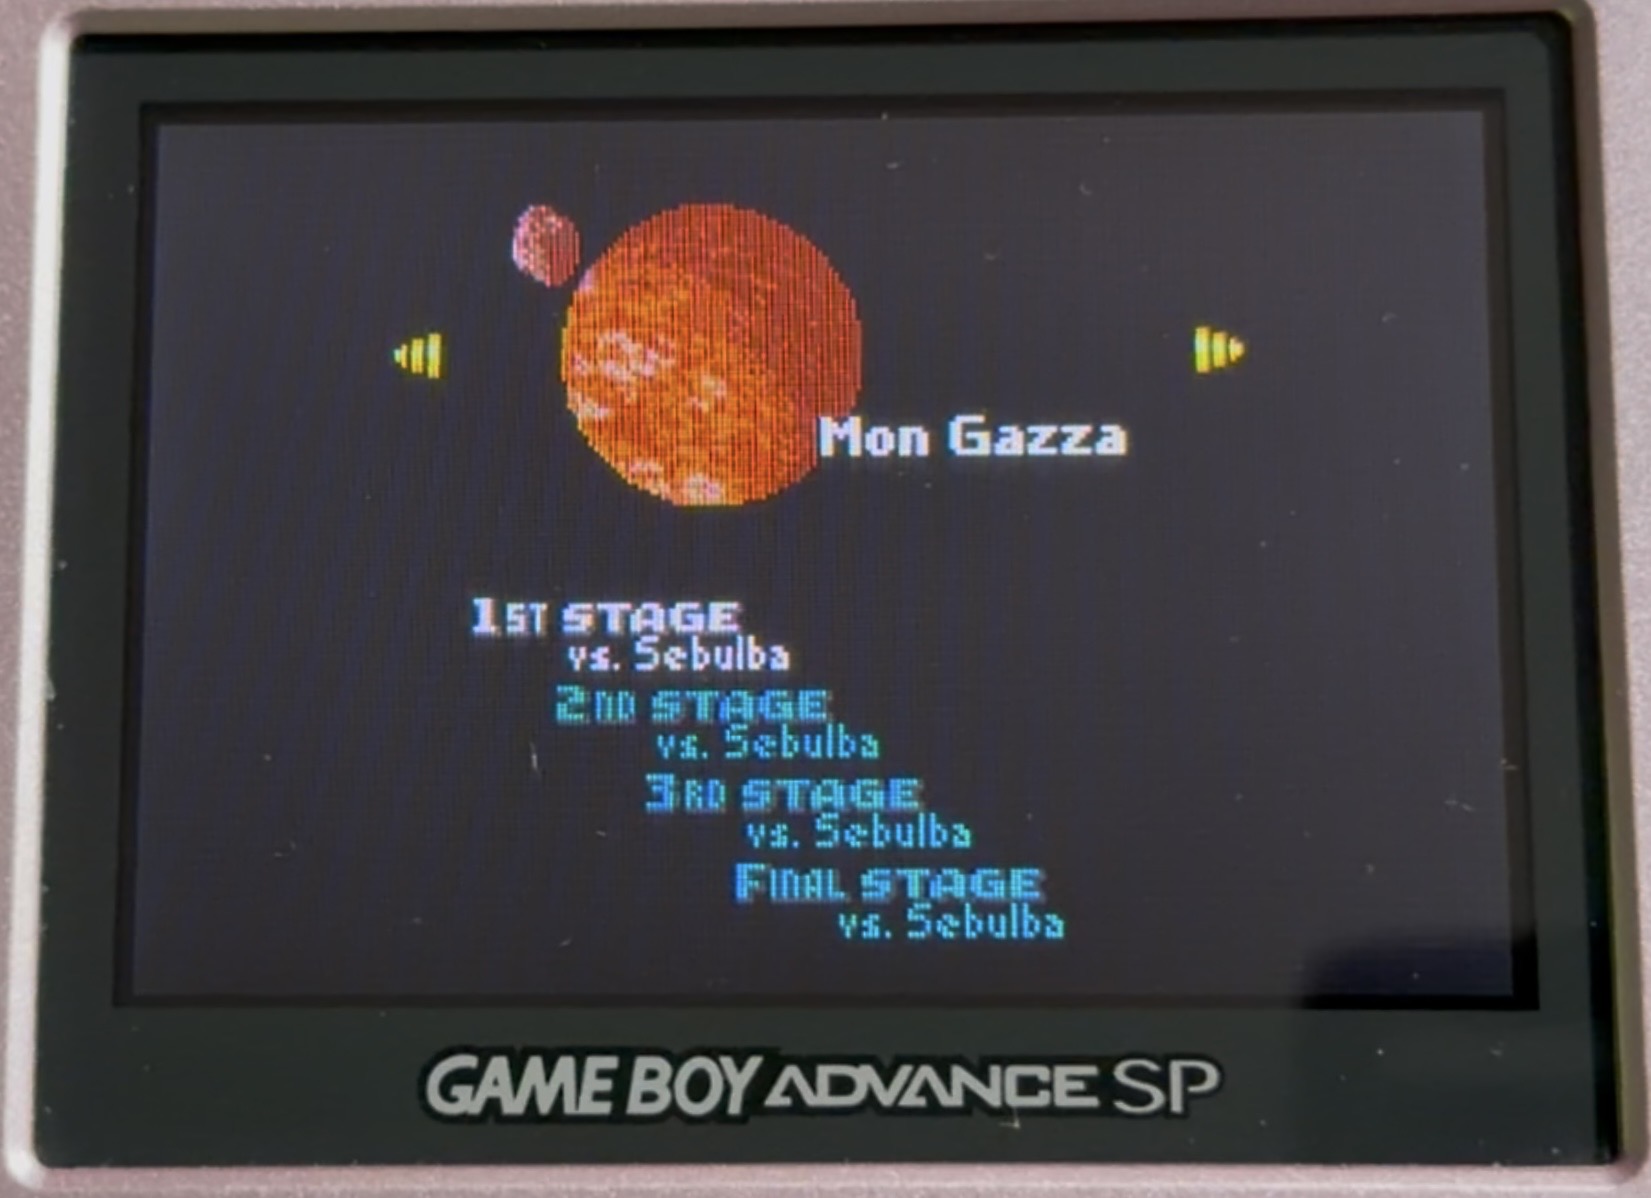 Mon Gazza
1ST STAGE
vs. Sebulba
2ND STAGE
vs. Sebulba
3RD STAGE
vs. Sebulba
FINAL STAGE
vs. Sebulba
GAME BOY ADVANCE SP